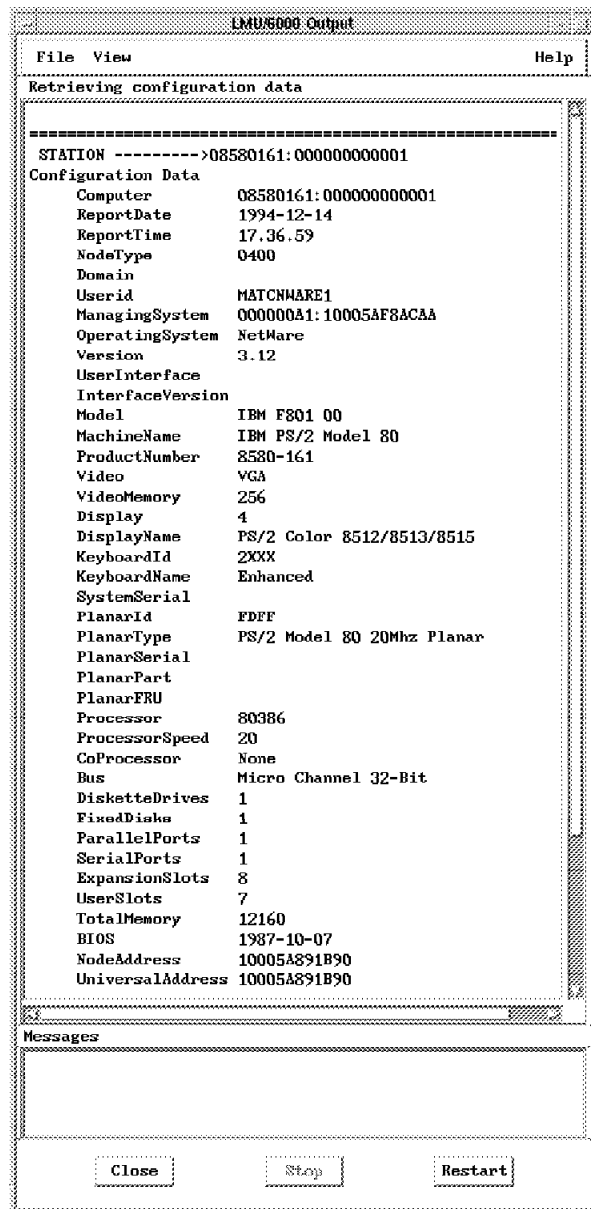 LMU/6000 Output
File View Help
Retrieving configuration data
============================================================
STATION --------->08580161:000000000001
Configuration Data
Computer 08580161:000000000001
ReportDate 1994-12-14
ReportTime 17.36.59
NodeType 0400
Domain
Userid MATCNWARE1
ManagingSystem 000000A1:10005AF8ACAA
OperatingSystem NetWare
Version 3.12
UserInterface
InterfaceVersion
Model IBM F801 00
MachineName IBM PS/2 Model 80
ProductNumber 8580-161
Video VGA
VideoMemory 256
Display 4
DisplayName PS/2 Color 8512/8513/8515
KeyboardId 2XXX
KeyboardName Enhanced
SystemSerial
PlanarId FDFF
PlanarType PS/2 Model 80 20Mhz Planar
PlanarSerial
PlanarPart
PlanarFRU
Processor 80386
ProcessorSpeed 20
CoProcessor None
Bus Micro Channel 32-Bit
DisketteDrives 1
FixedDisks 1
ParallelPorts 1
SerialPorts 1
ExpansionSlots 8
UserSlots 7
TotalMemory 12160
BIOS 1987-10-07
NodeAddress 10005A891B90
UniversalAddress 10005A891B90
Messages
Close Stop Restart